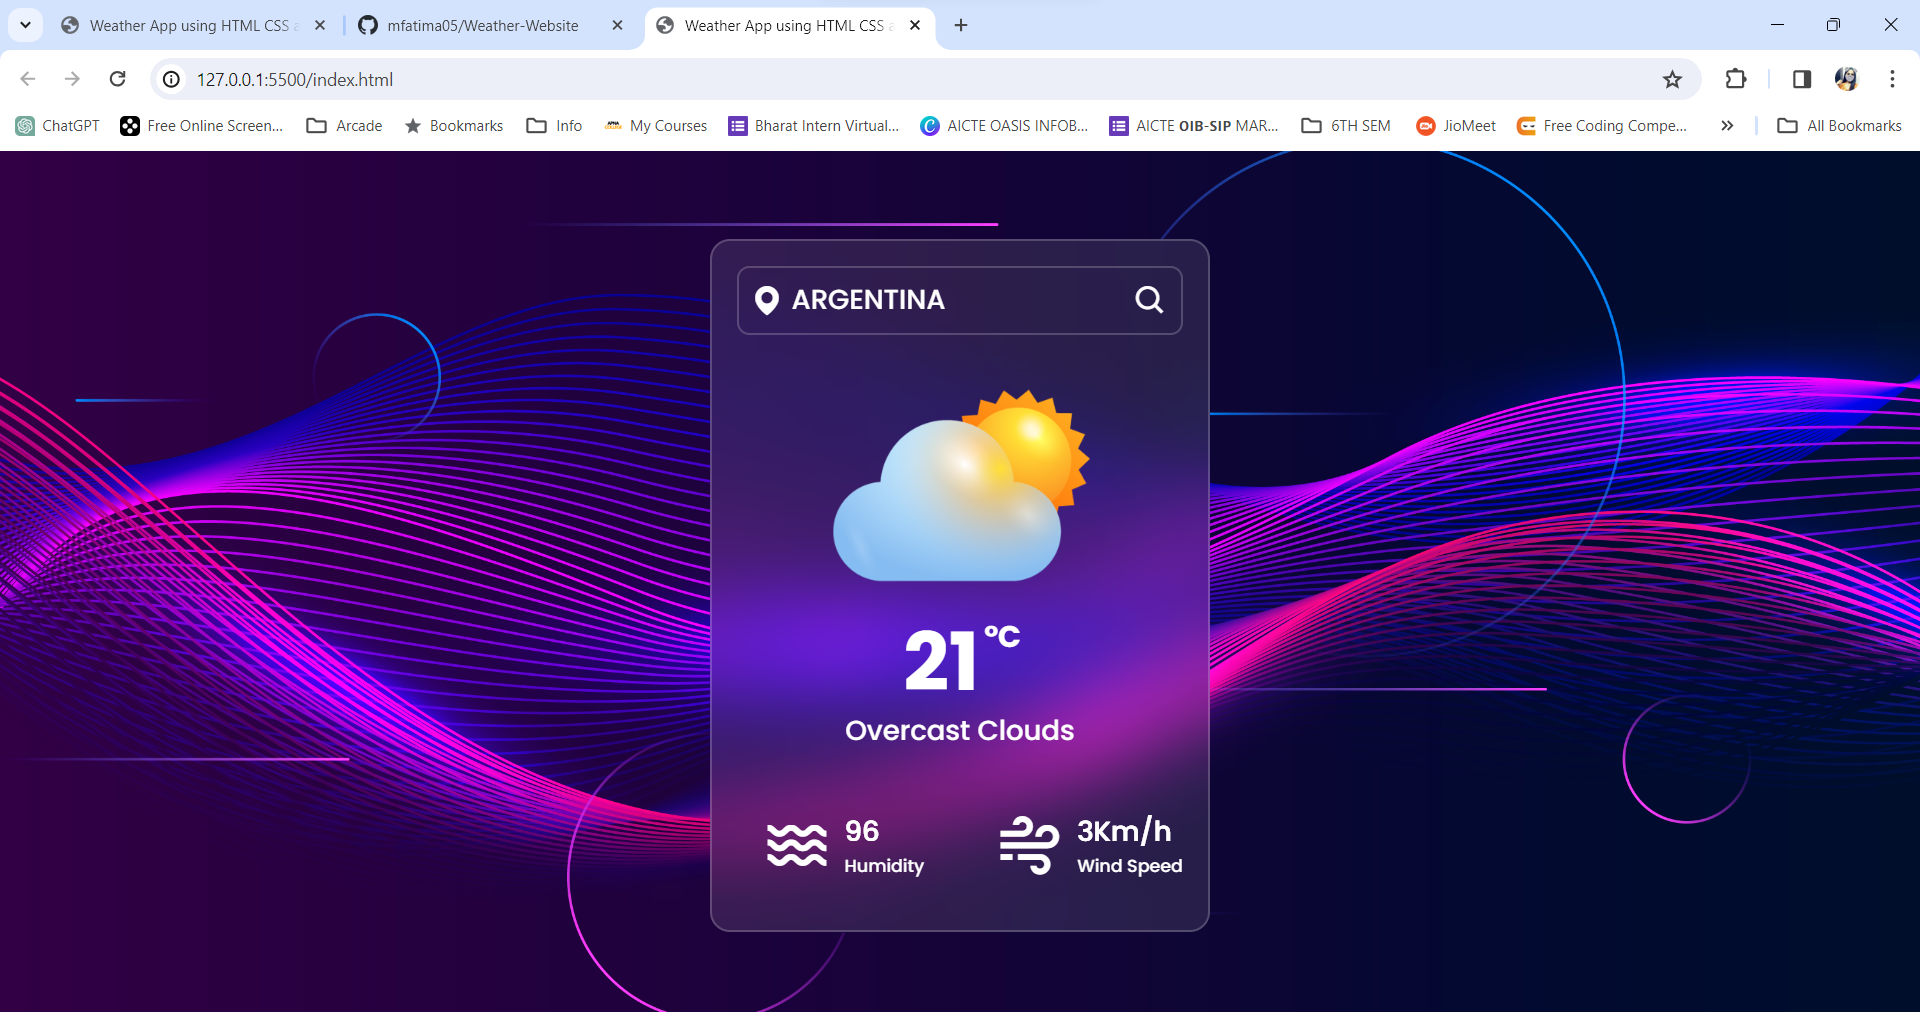 Weather App using HTML CSS a
mfatima05/Weather-Website
Weather App using HTML CSS a
127.0.0.1:5500/index.html
ChatGPT
Free Online Screen...
Arcade
Bookmarks
Info
My Courses
Bharat Intern Virtual...
AICTE OASIS INFOB...
AICTE OIB-SIP MAR...
6TH SEM
JioMeet
Free Coding Compe...
All Bookmarks
ARGENTINA
21 °C
Overcast Clouds
96
Humidity
3Km/h
Wind Speed